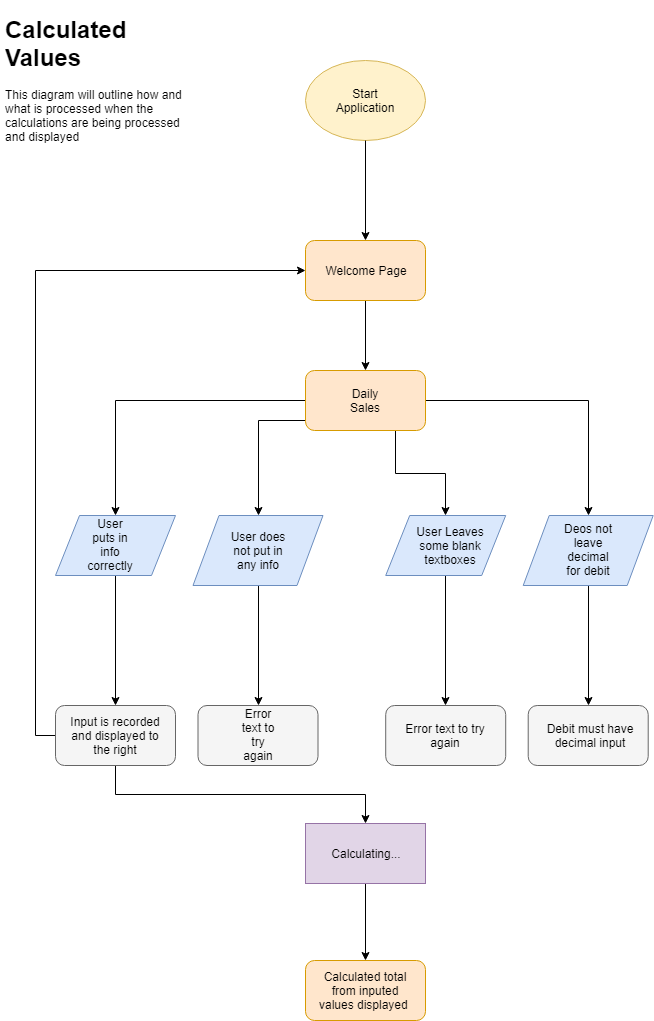 Calculated
Values
This diagram will outline how and
what is processed when the
calculations are being processed
and displayed
Start
Application
Welcome Page
Daily
Sales
User
puts in
info
correctly
User does
not put in
any info
User Leaves
some blank
textboxes
Deos not
leave
decimal
for debit
Input is recorded
and displayed to
the right
Error
text to
try
again
Error text to try
again
Debit must have
decimal input
Calculating...
Calculated total
from inputed
values displayed